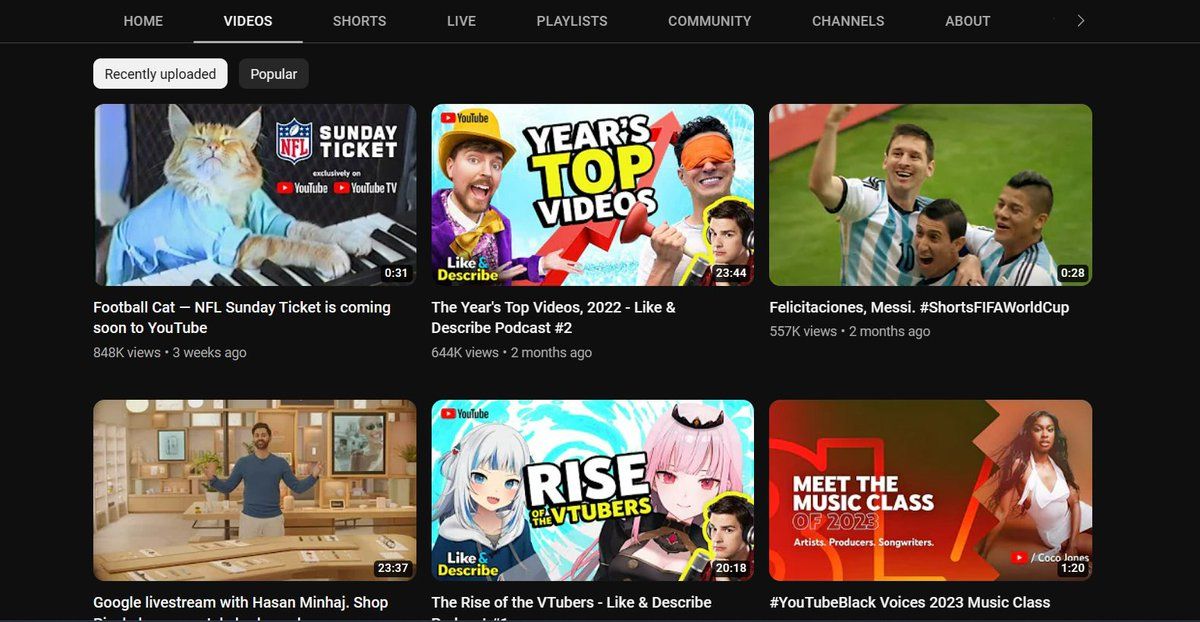 HOME VIDEOS SHORTS LIVE PLAYLISTS COMMUNITY CHANNELS ABOUT
Recently uploaded Popular
NFL
SUNDAY
TICKET
exclusively on
YouTube YouTube TV
0:31
YouTube
YEAR'S
TOP
VIDEOS
Like &
Describe
23:44
10
0:28
Football Cat — NFL Sunday Ticket is coming
soon to YouTube
848K views • 3 weeks ago
The Year's Top Videos, 2022 - Like &
Describe Podcast #2
644K views • 2 months ago
Felicitaciones, Messi. #ShortsFIFAWorldCup
557K views • 2 months ago
23:37
YouTube
RISE
OF THE VTUBERS
Like &
Describe
20:18
MEET THE
MUSIC CLASS
OF 2023
Artists. Producers. Songwriters.
/ Coco Jones
1:20
Google livestream with Hasan Minhaj. Shop
The Rise of the VTubers - Like & Describe
#YouTubeBlack Voices 2023 Music Class